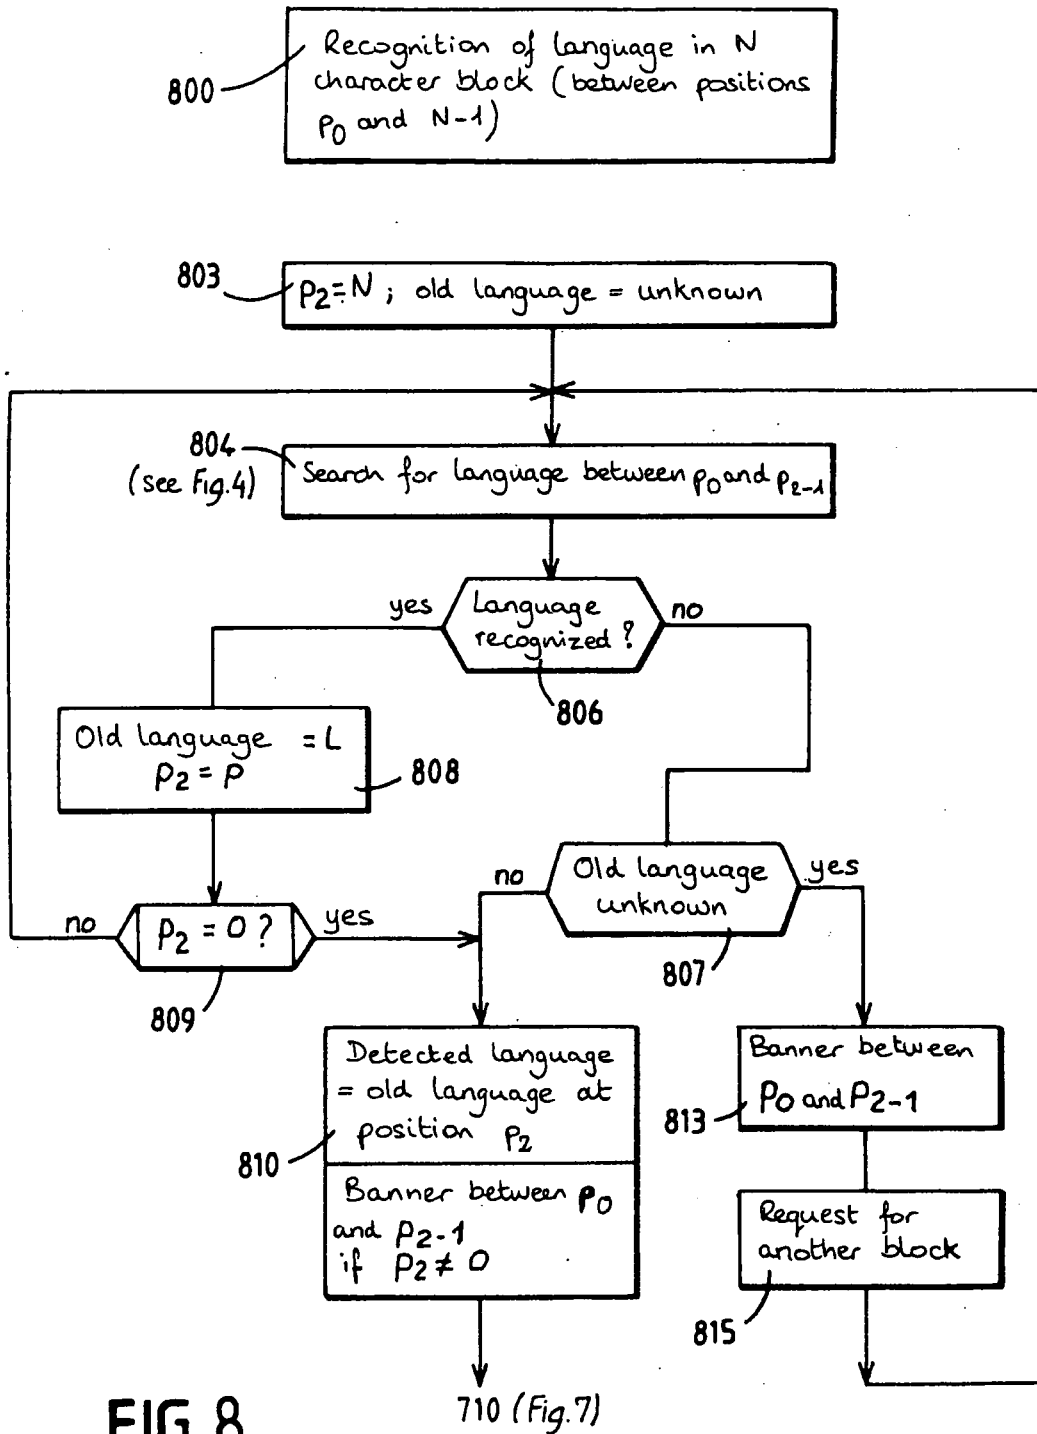 Recognition of language in N
character block (between positions
p0 and N-1)
800
803
p2=N ; old language = unknown
804
(see Fig.4)
Search for language between p0 and p2-1
yes
Language
recognized ?
no
806
Old language = L
p2 = p
808
no
p2 = 0 ?
yes
809
no
Old language
unknown
yes
807
Detected language
= old language at
position p2
810
Banner between p0
and p2-1
if p2 ≠ 0
Banner between
p0 and p2-1
813
Request for
another block
815
710 (Fig.7)
FIG.8